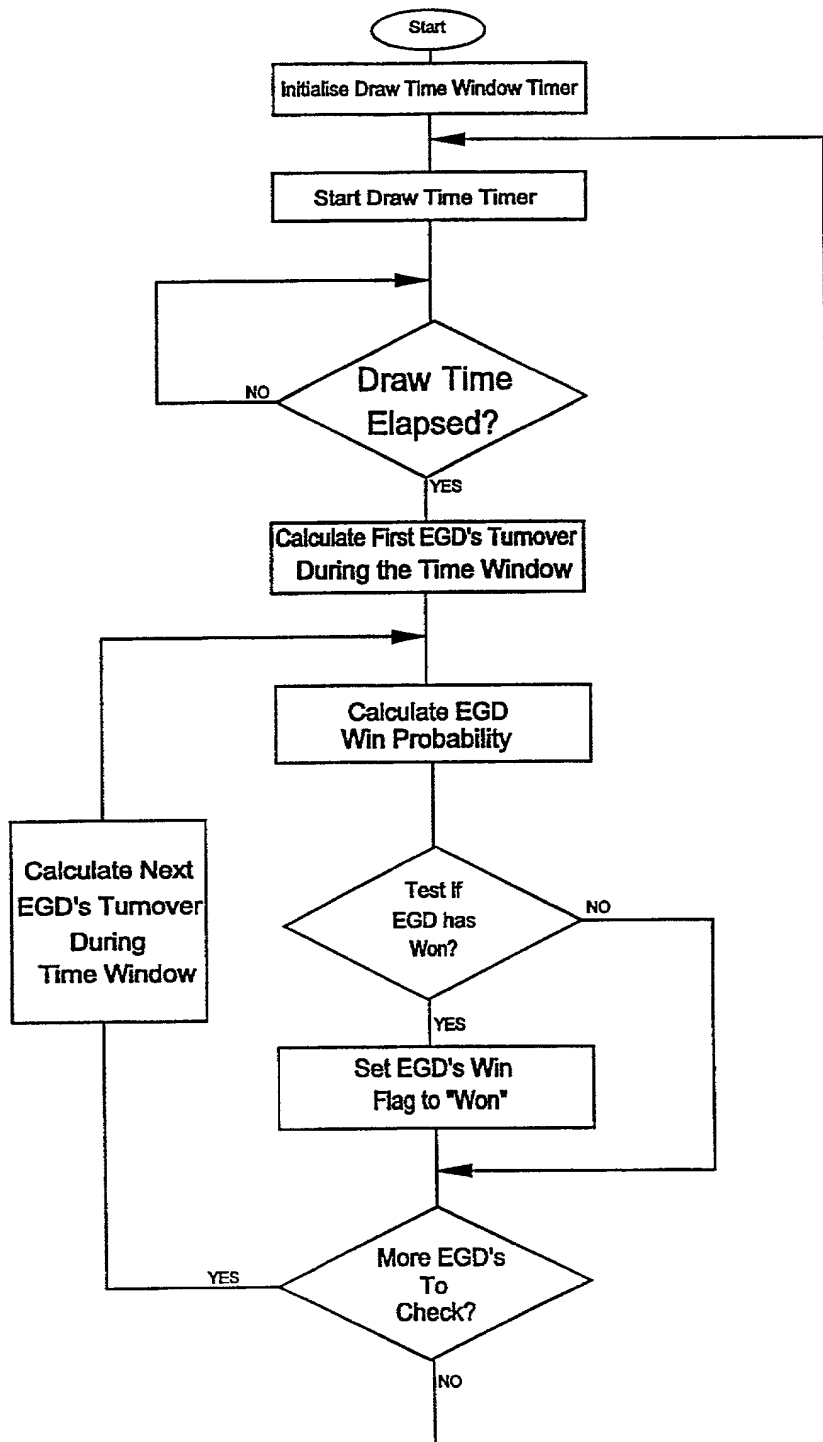 Start
Initialise Draw Time Window Timer
Start Draw Time Timer
Draw Time
Elapsed?
NO
YES
Calculate First EGD's Turnover
During the Time Window
Calculate EGD
Win Probability
Calculate Next
EGD's Turnover
During
Time Window
Test if
EGD has
Won?
NO
YES
Set EGD's Win
Flag to "Won"
More EGD's
To
Check?
YES
NO